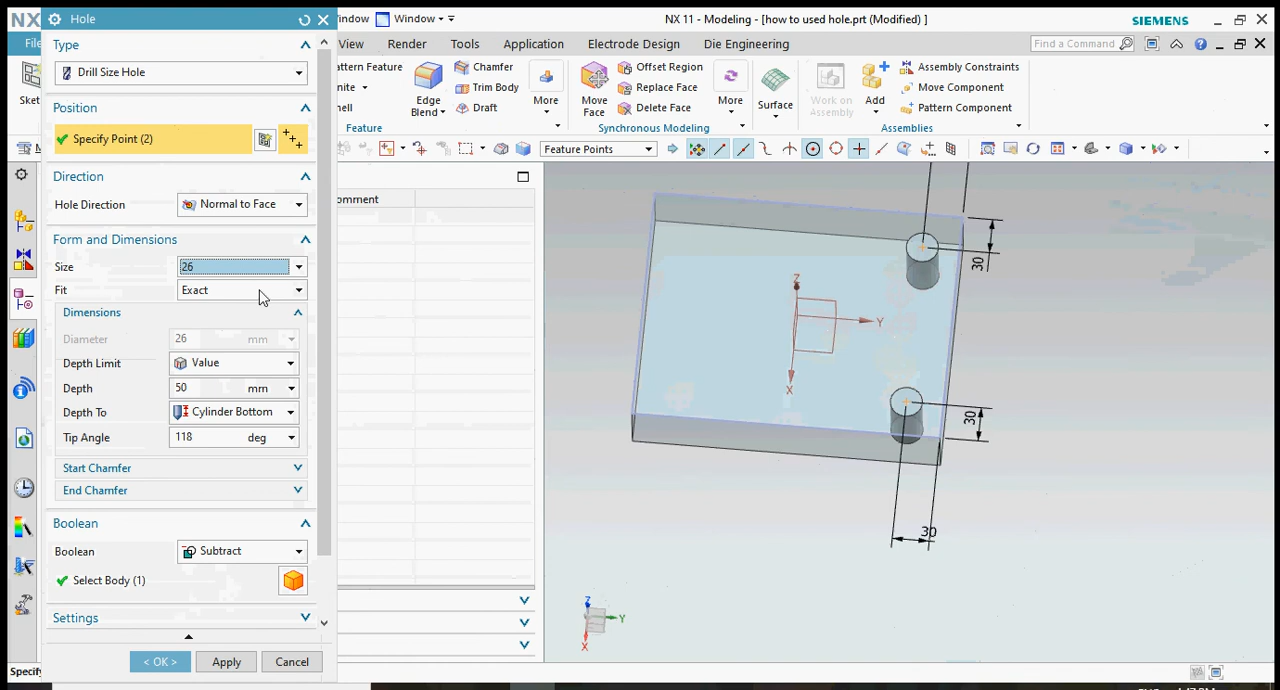 NX
Hole
indow
Window
NX 11 - Modeling - [how to used hole.prt (Modified) ]
SIEMENS
File
Type
View
Render
Tools
Application
Electrode Design
Die Engineering
Find a Command
Drill Size Hole
attern Feature
Chamfer
Offset Region
Assembly Constraints
Sket
nite
Trim Body
Replace Face
Move Component
Position
hell
Edge
Blend
Draft
More
Move
Face
Delete Face
More
Surface
Work on
Assembly
Add
Pattern Component
Feature
Synchronous Modeling
Assemblies
Specify Point (2)
M
Feature Points
Direction
Hole Direction
Normal to Face
omment
Form and Dimensions
Size
26
Fit
Exact
Dimensions
Diameter
26
mm
Depth Limit
Value
Depth
50
mm
Depth To
Cylinder Bottom
Tip Angle
118
deg
Start Chamfer
End Chamfer
Boolean
Boolean
Subtract
Select Body (1)
Settings
< OK >
Apply
Cancel
Specify
30
Z
Y
X
30
30
Z
Y
X